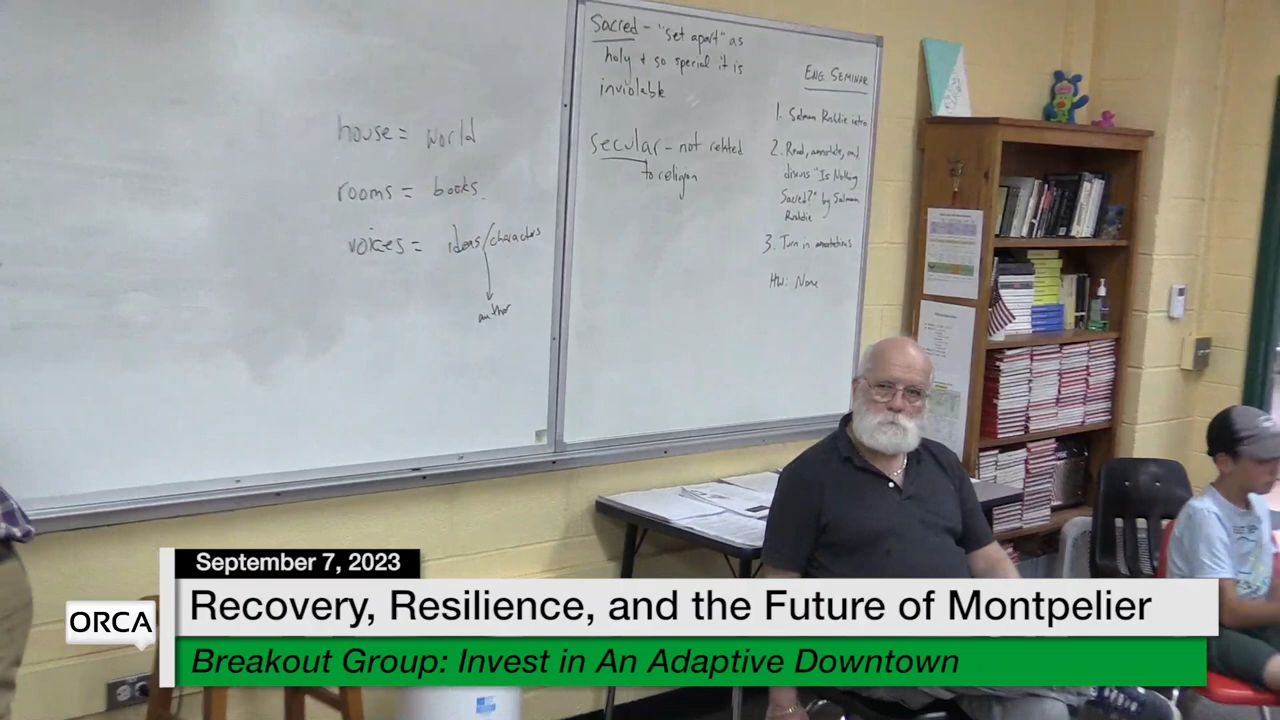 house = world
rooms = books.
voices = ideas/characters
author
Sacred - "set apart" as
holy + so special it is
inviolable
secular - not related
to religion
ENG SEMINAR
1. Salman Rushdie intro
2. Read, annotate, and
discuss "Is Nothing
Sacred?" by Salman
Rushdie
3. Turn in annotations
HW: None
September 7, 2023
ORCA
Recovery, Resilience, and the Future of Montpelier
Breakout Group: Invest in An Adaptive Downtown